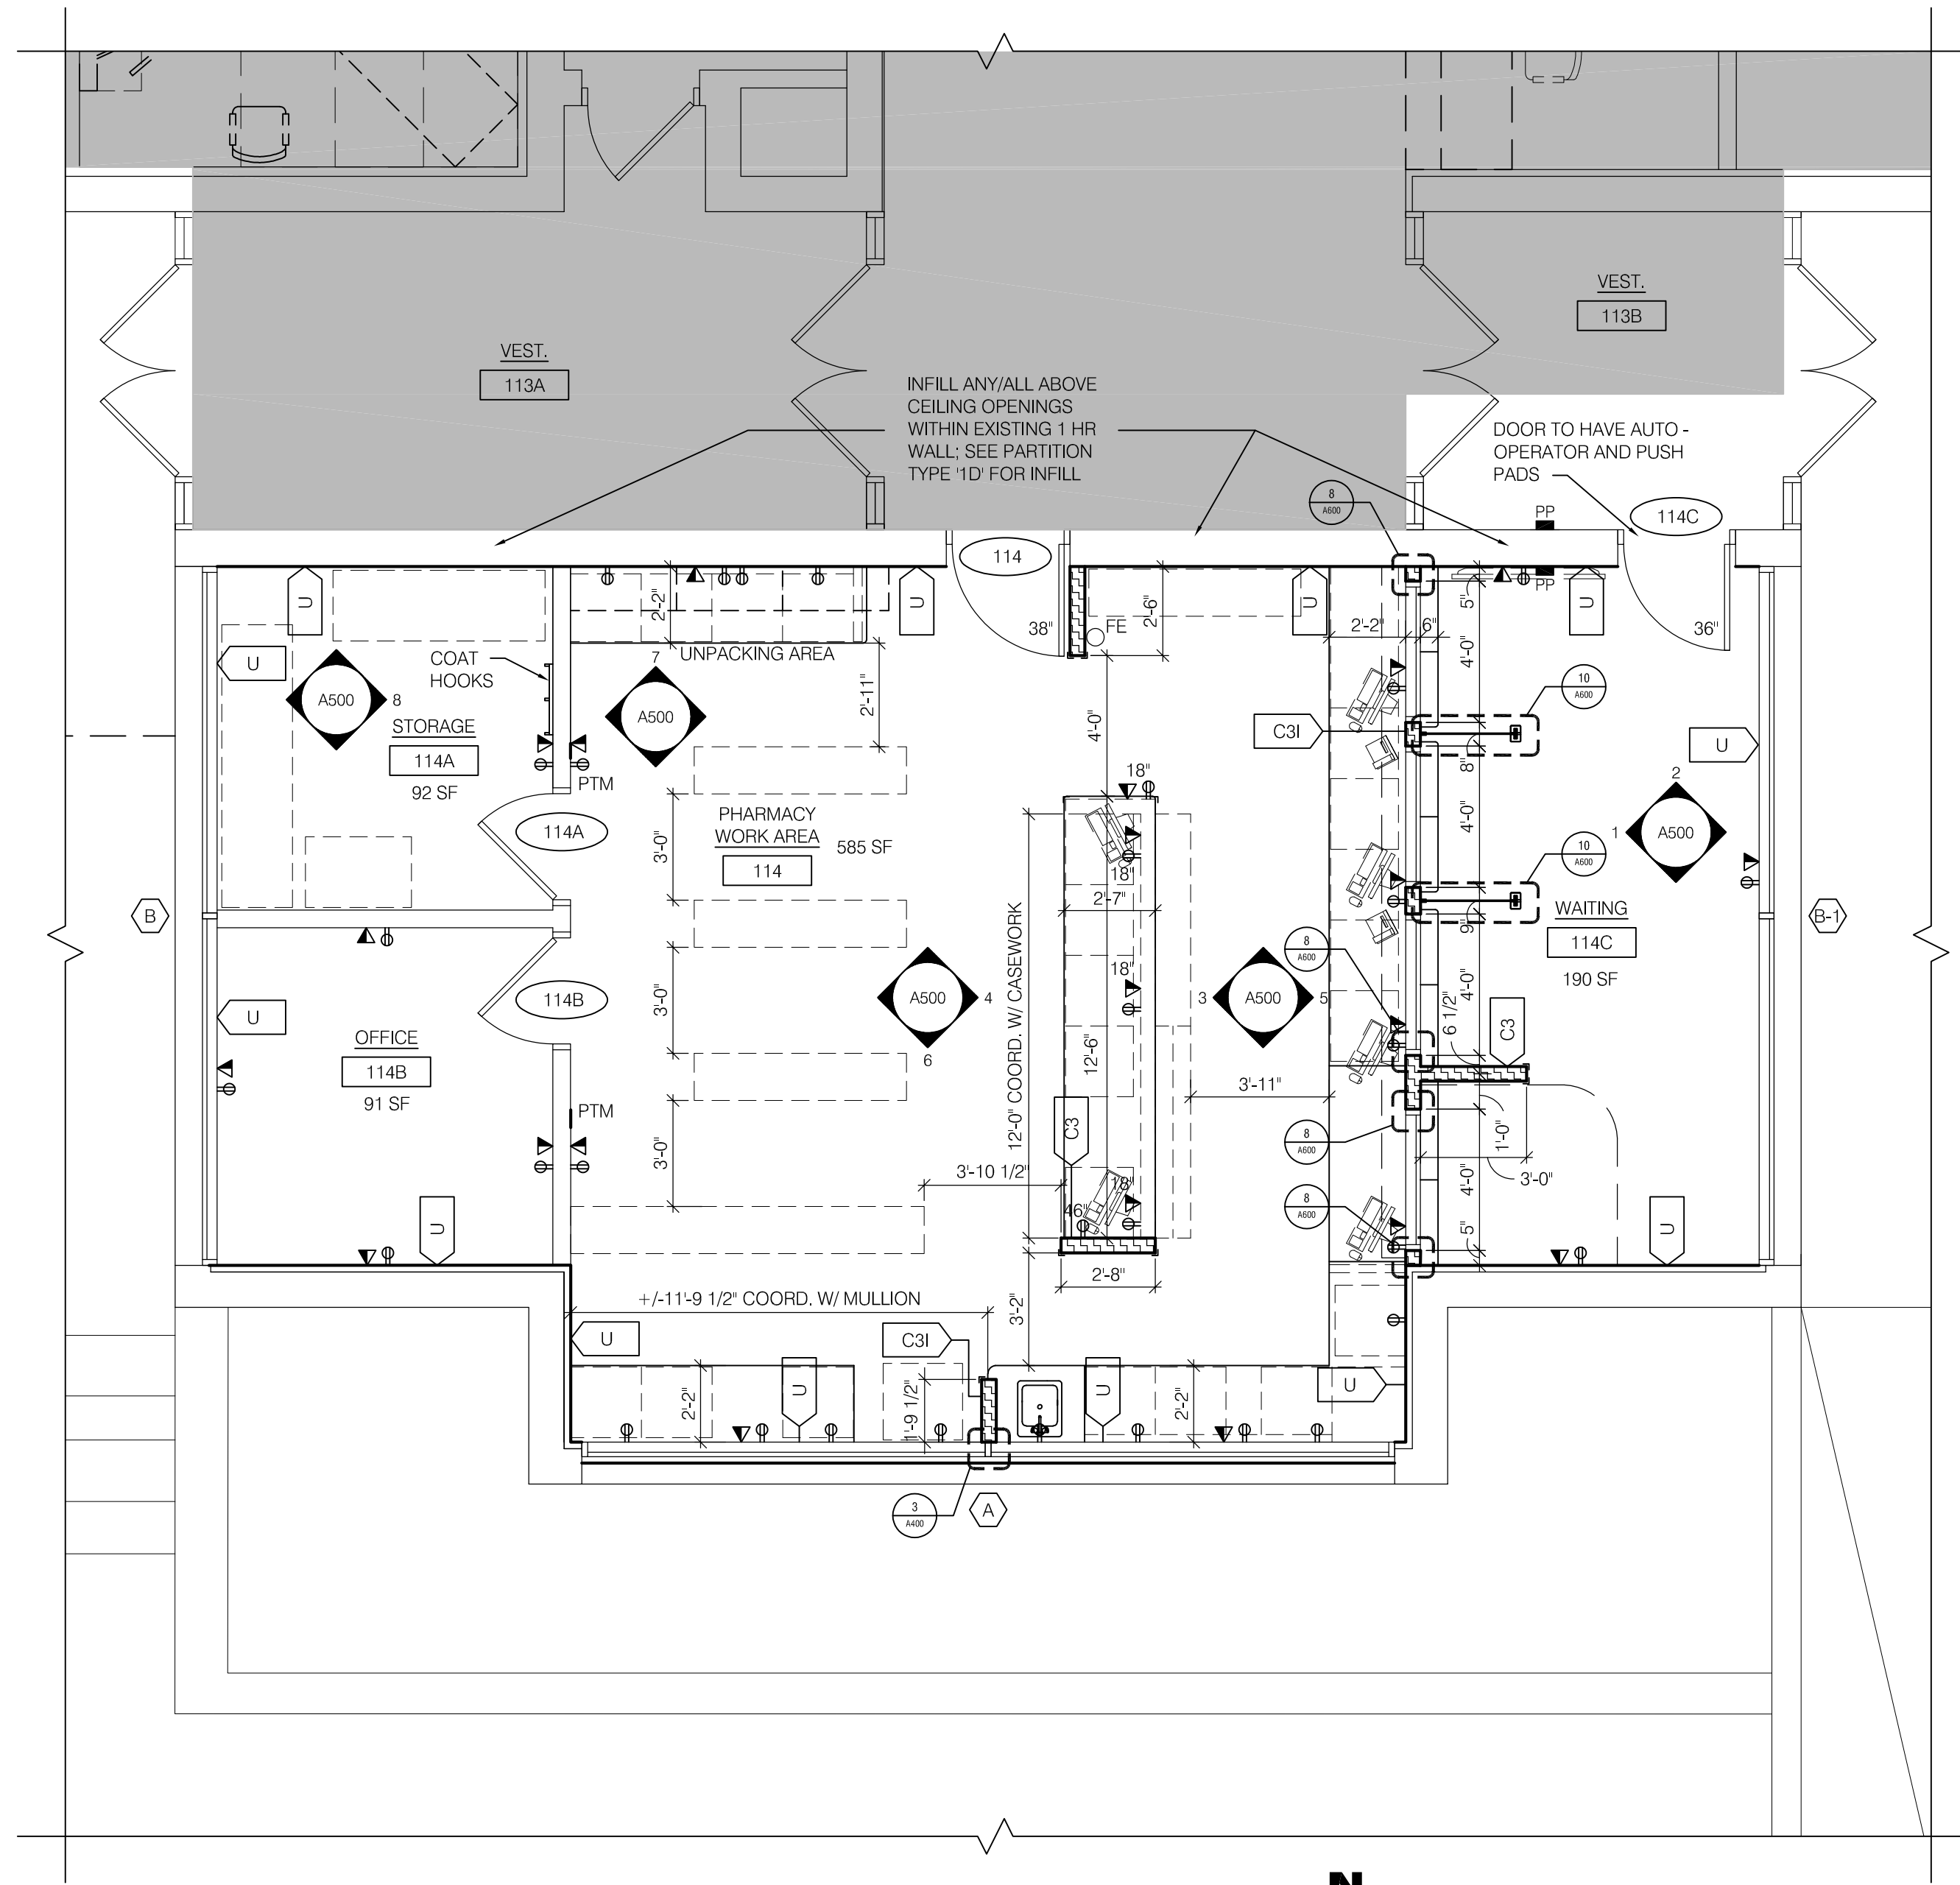 VEST.
113A
VEST.
113B
INFILL ANY/ALL ABOVE
CEILING OPENINGS
WITHIN EXISTING 1 HR
WALL; SEE PARTITION
TYPE '1D' FOR INFILL
DOOR TO HAVE AUTO -
OPERATOR AND PUSH
PADS
8
A600
PP
114C
114
PP
U
U
U
U
2'-2"
38"
FE
2'-6"
2'-2"
6"
5"
36"
4'-0"
U
COAT
HOOKS
7
UNPACKING AREA
A500
8
A500
2'-11"
10
A600
STORAGE
114A
92 SF
PTM
4'-0"
C3I
8"
U
18"
2
1
A500
114A
PHARMACY
WORK AREA
585 SF
114
3'-0"
18"
2'-7"
4'-0"
10
A600
B
B-1
WAITING
114C
190 SF
9"
12'-0" COORD. W/ CASEWORK
8
A600
3'-0"
A500
4
6
18"
3
A500
5
4'-0"
U
114B
6 1/2"
C3
OFFICE
114B
91 SF
12'-6"
3'-11"
PTM
C3
8
A600
1'-0"
3'-0"
3'-0"
3'-10 1/2"
18"
46"
8
A600
4'-0"
5"
U
U
2'-8"
+/-11'-9 1/2" COORD. W/ MULLION
3'-2"
U
C3I
U
U
U
2'-2"
1'-9 1/2"
2'-2"
3
A400
A
N